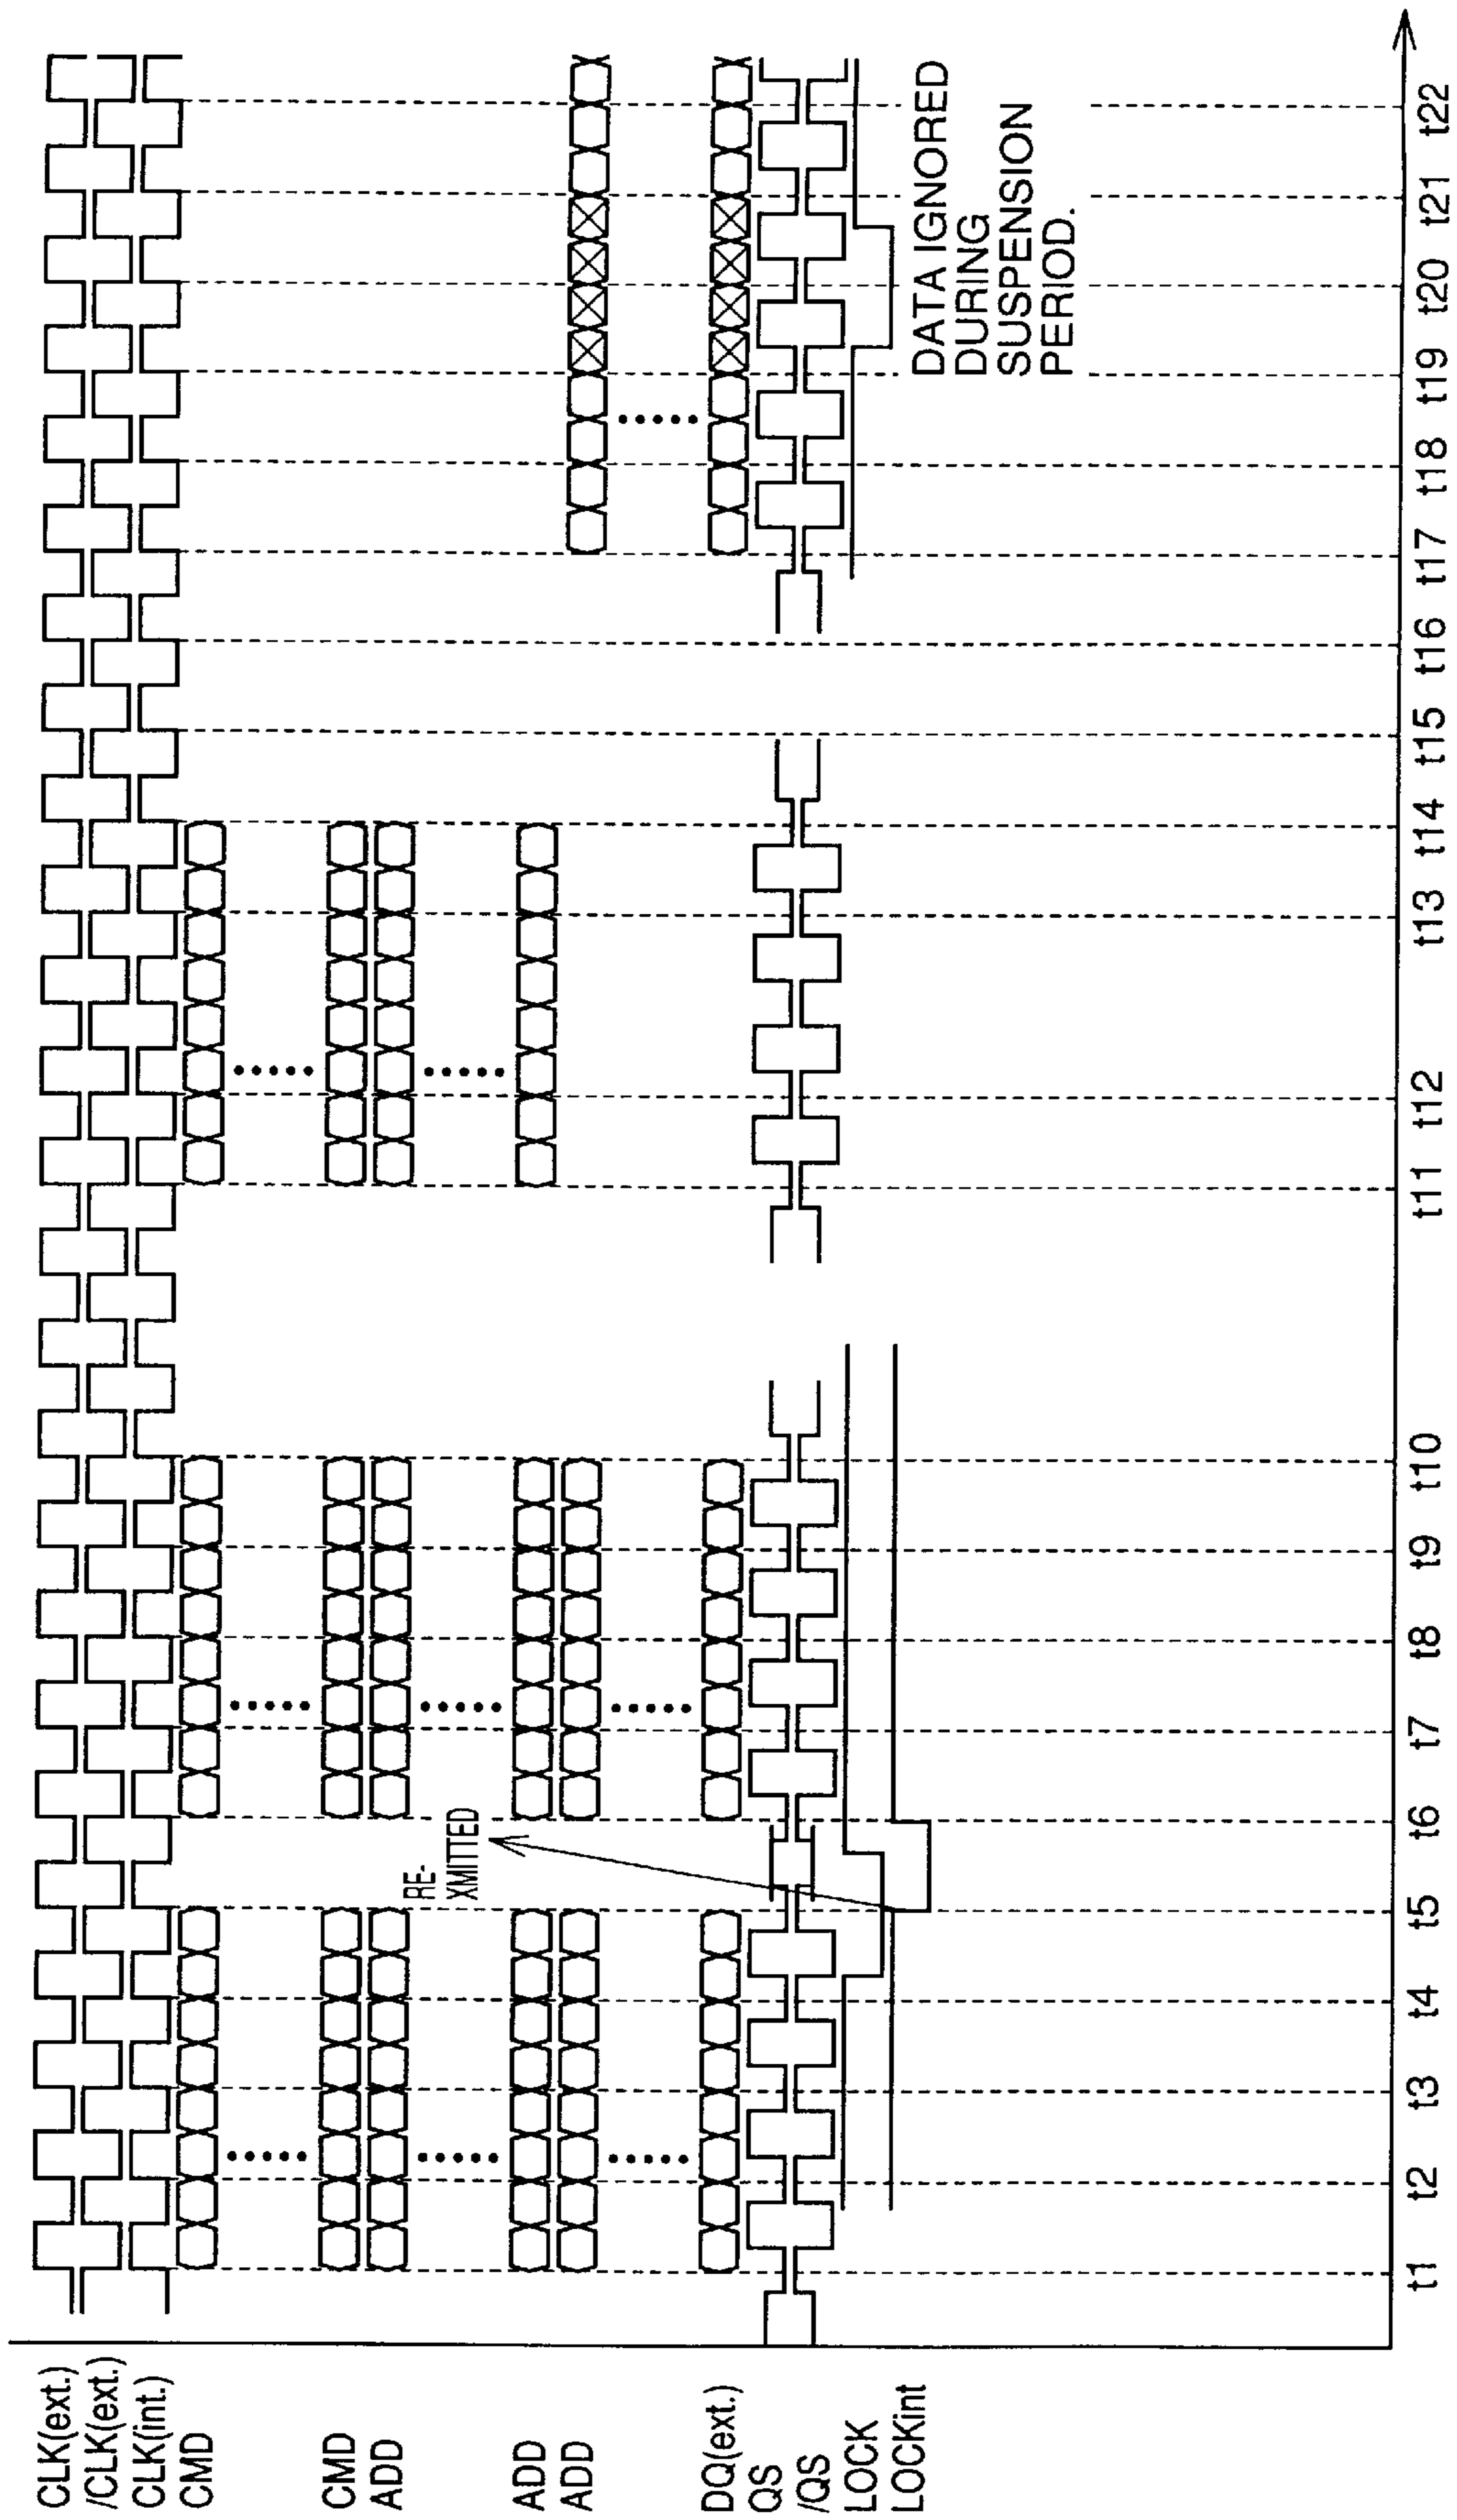 CLK(ext.)
/CLK(ext.)
CLK(int.)
CMD
CMD
ADD
ADD
ADD
DQ(ext.)
QS
/QS
LOCK
LOCKint
RE-
XMITTED
DATA IGNORED
DURING
SUSPENSION
PERIOD.
t1 t2 t3 t4 t5 t6 t7 t8 t9 t10 t11 t12 t13 t14 t15 t16 t17 t18 t19 t20 t21 t22